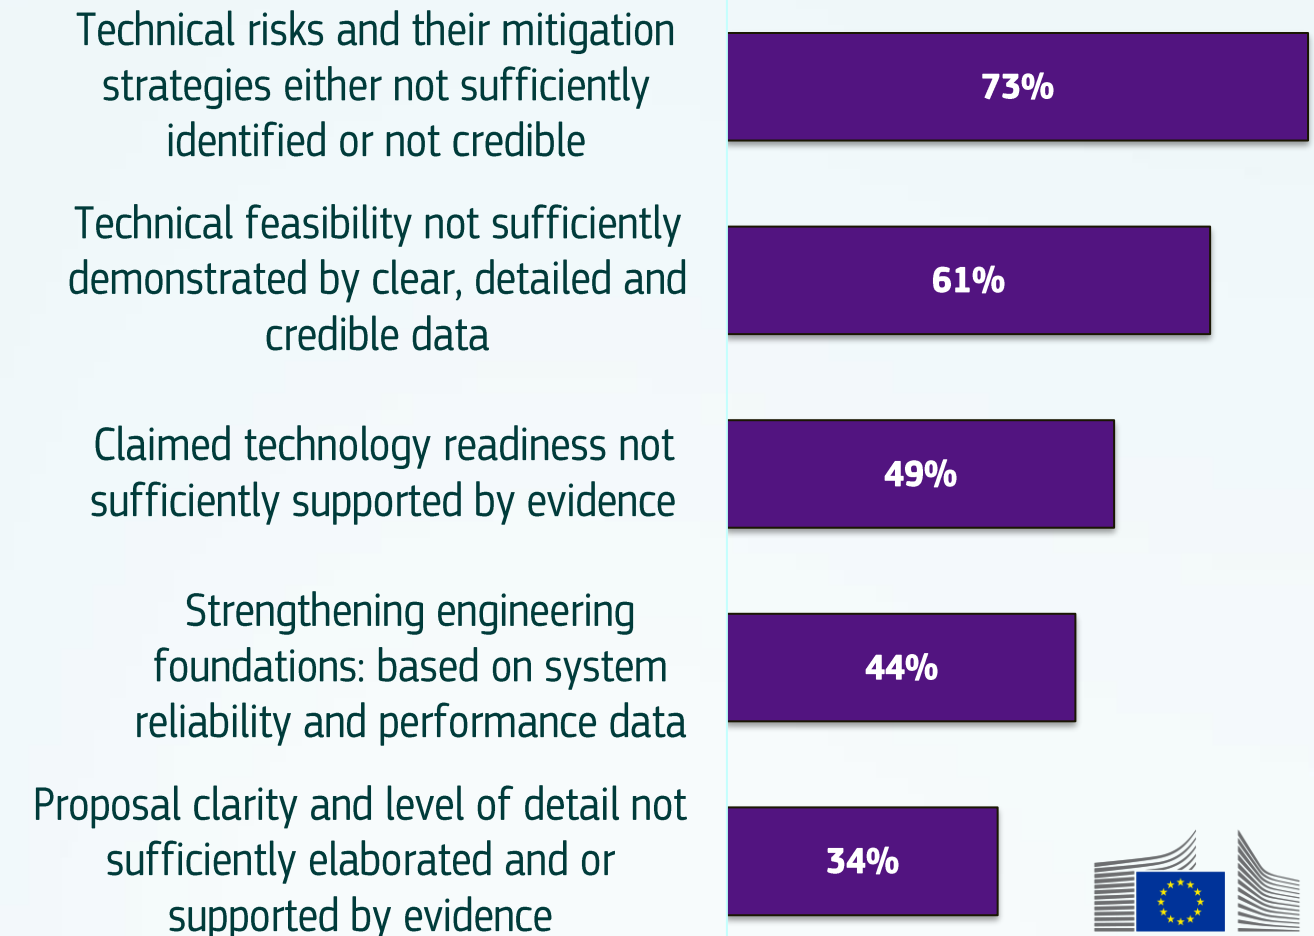 Technical risks and their mitigation
strategies either not sufficiently
identified or not credible
73%
Technical feasibility not sufficiently
demonstrated by clear, detailed and
credible data
61%
Claimed technology readiness not
sufficiently supported by evidence
49%
Strengthening engineering
foundations: based on system
reliability and performance data
44%
Proposal clarity and level of detail not
sufficiently elaborated and or
supported by evidence
34%